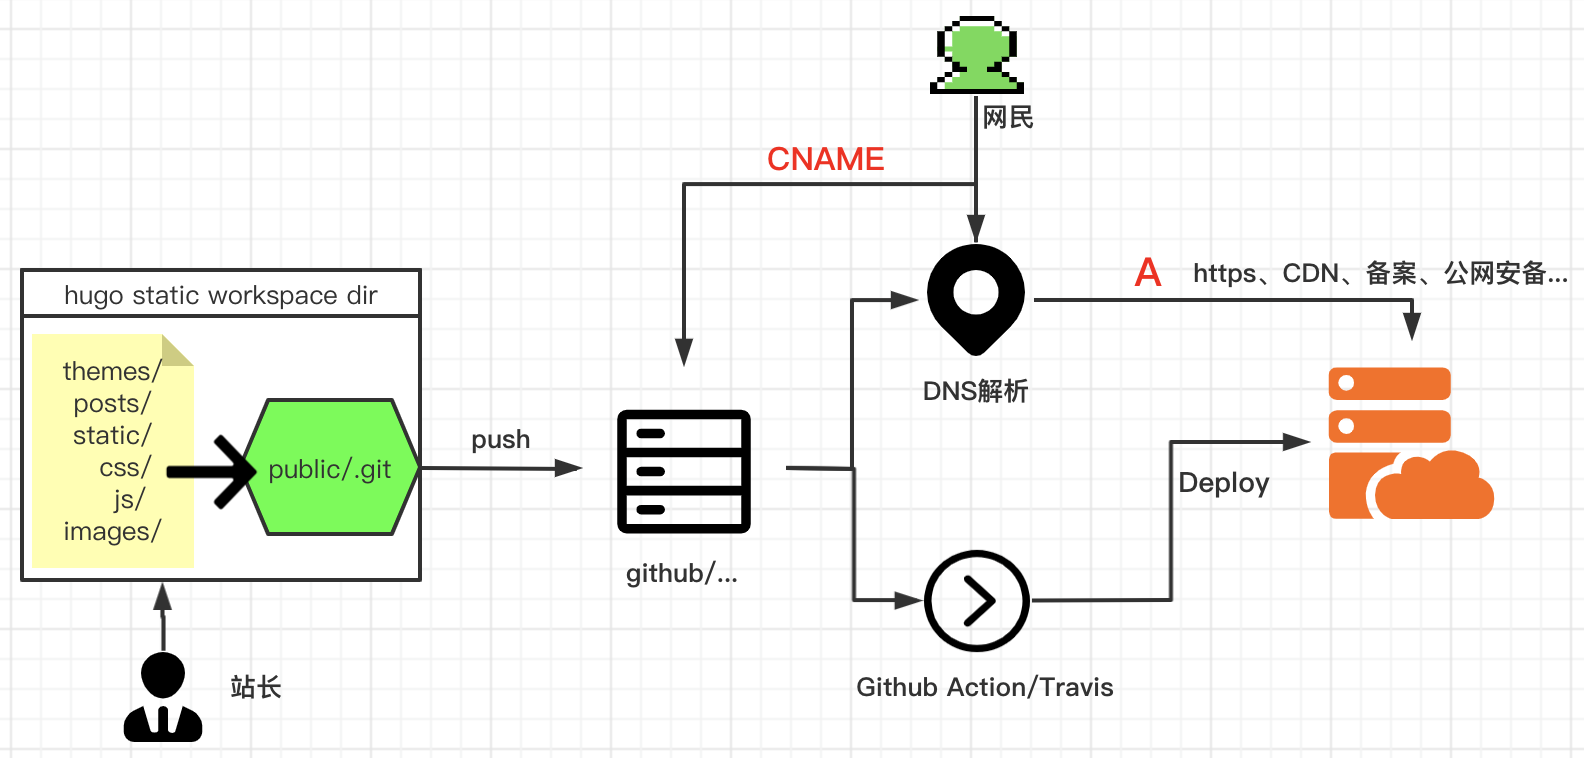 网民
CNAME
A
https、CDN、备案、公网安备...
hugo static workspace dir
themes/
posts/
static/
css/
js/
images/
public/.git
push
DNS解析
Deploy
github/...
Github Action/Travis
站长